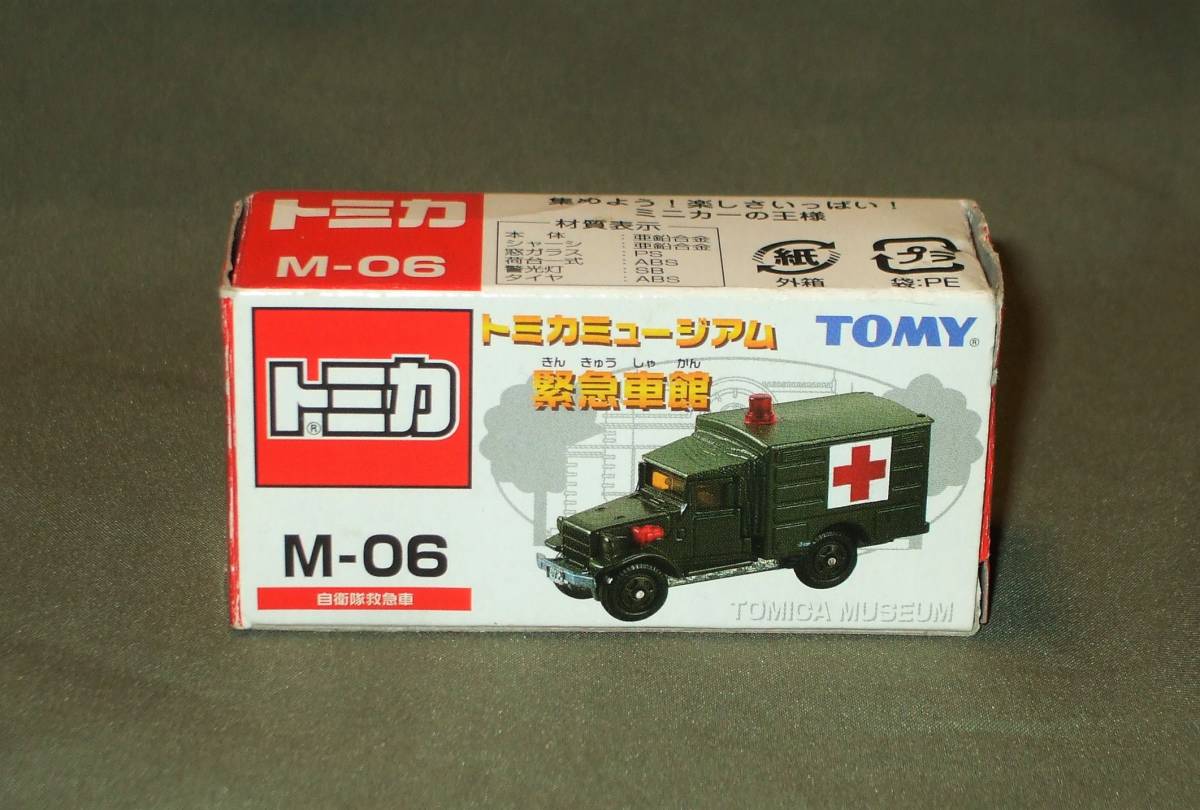 トミカ
M-06
集めよう!楽しさいっぱい!
ミニカーの王様
材質表示
本体:亜鉛合金
シャーシ:亜鉛合金
窓ガラス:PS
荷台一式:ABS
警光灯:SB
タイヤ:ABS
紙
外箱
プラ
袋:PE
トミカ®
M-06
自衛隊救急車
トミカミュージアム
きんきゅうしゃかん
緊急車館
TOMY®
TOMICA MUSEUM